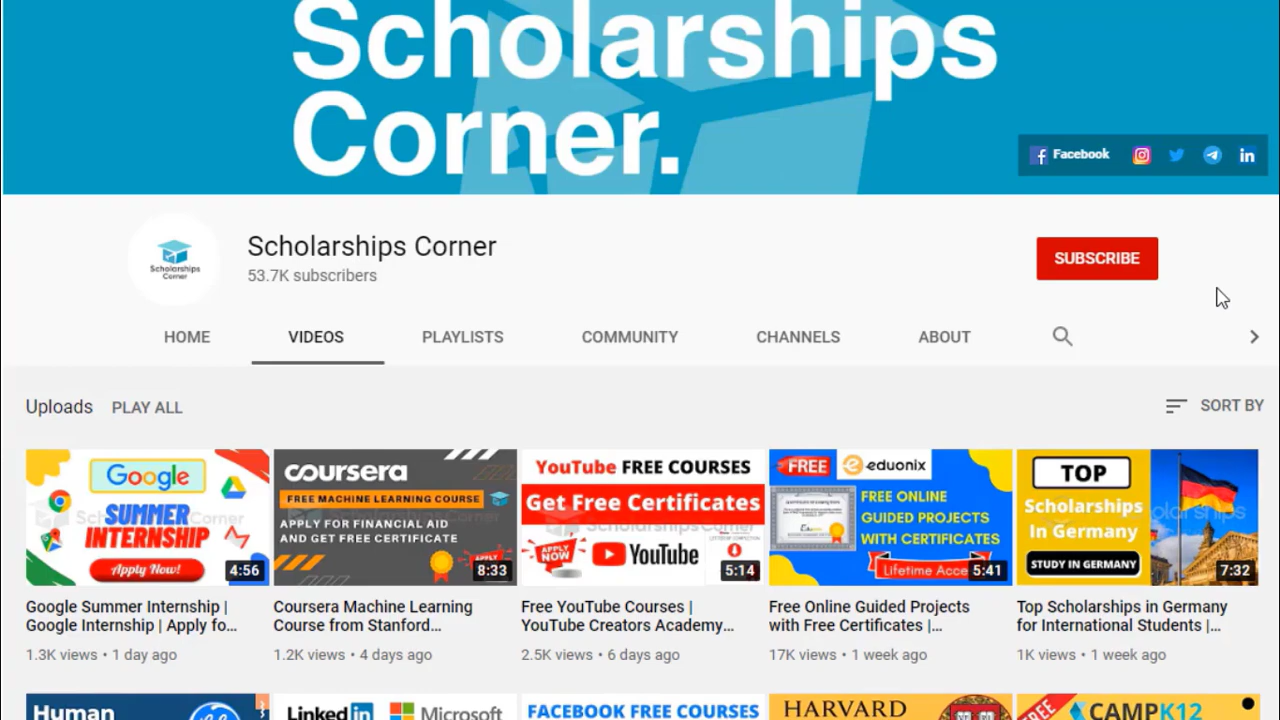 Scholarships
Corner.
Facebook
Scholarships
Corner
Scholarships Corner
53.7K subscribers
SUBSCRIBE
HOME
VIDEOS
PLAYLISTS
COMMUNITY
CHANNELS
ABOUT
Uploads
PLAY ALL
SORT BY
Google
SUMMER
INTERNSHIP
Apply Now!
4:56
coursera
FREE MACHINE LEARNING COURSE
APPLY FOR FINANCIAL AID
AND GET FREE CERTIFICATE
8:33
YouTube FREE COURSES
Get Free Certificates
ScholarshipsCorner
APPLY
NOW
YouTube
5:14
FREE
eduonix
FREE ONLINE
GUIDED PROJECTS
WITH CERTIFICATES
Lifetime Acce
5:41
TOP
Scholarships
In Germany
STUDY IN GERMANY
7:32
Google Summer Internship |
Google Internship | Apply fo...
1.3K views • 1 day ago
Coursera Machine Learning
Course from Stanford...
1.2K views • 4 days ago
Free YouTube Courses |
YouTube Creators Academy...
2.5K views • 6 days ago
Free Online Guided Projects
with Free Certificates |...
17K views • 1 week ago
Top Scholarships in Germany
for International Students |...
1K views • 1 week ago
Human
Linked in
Microsoft
FACEBOOK FREE COURSES
HARVARD
FREE
CAMPK12